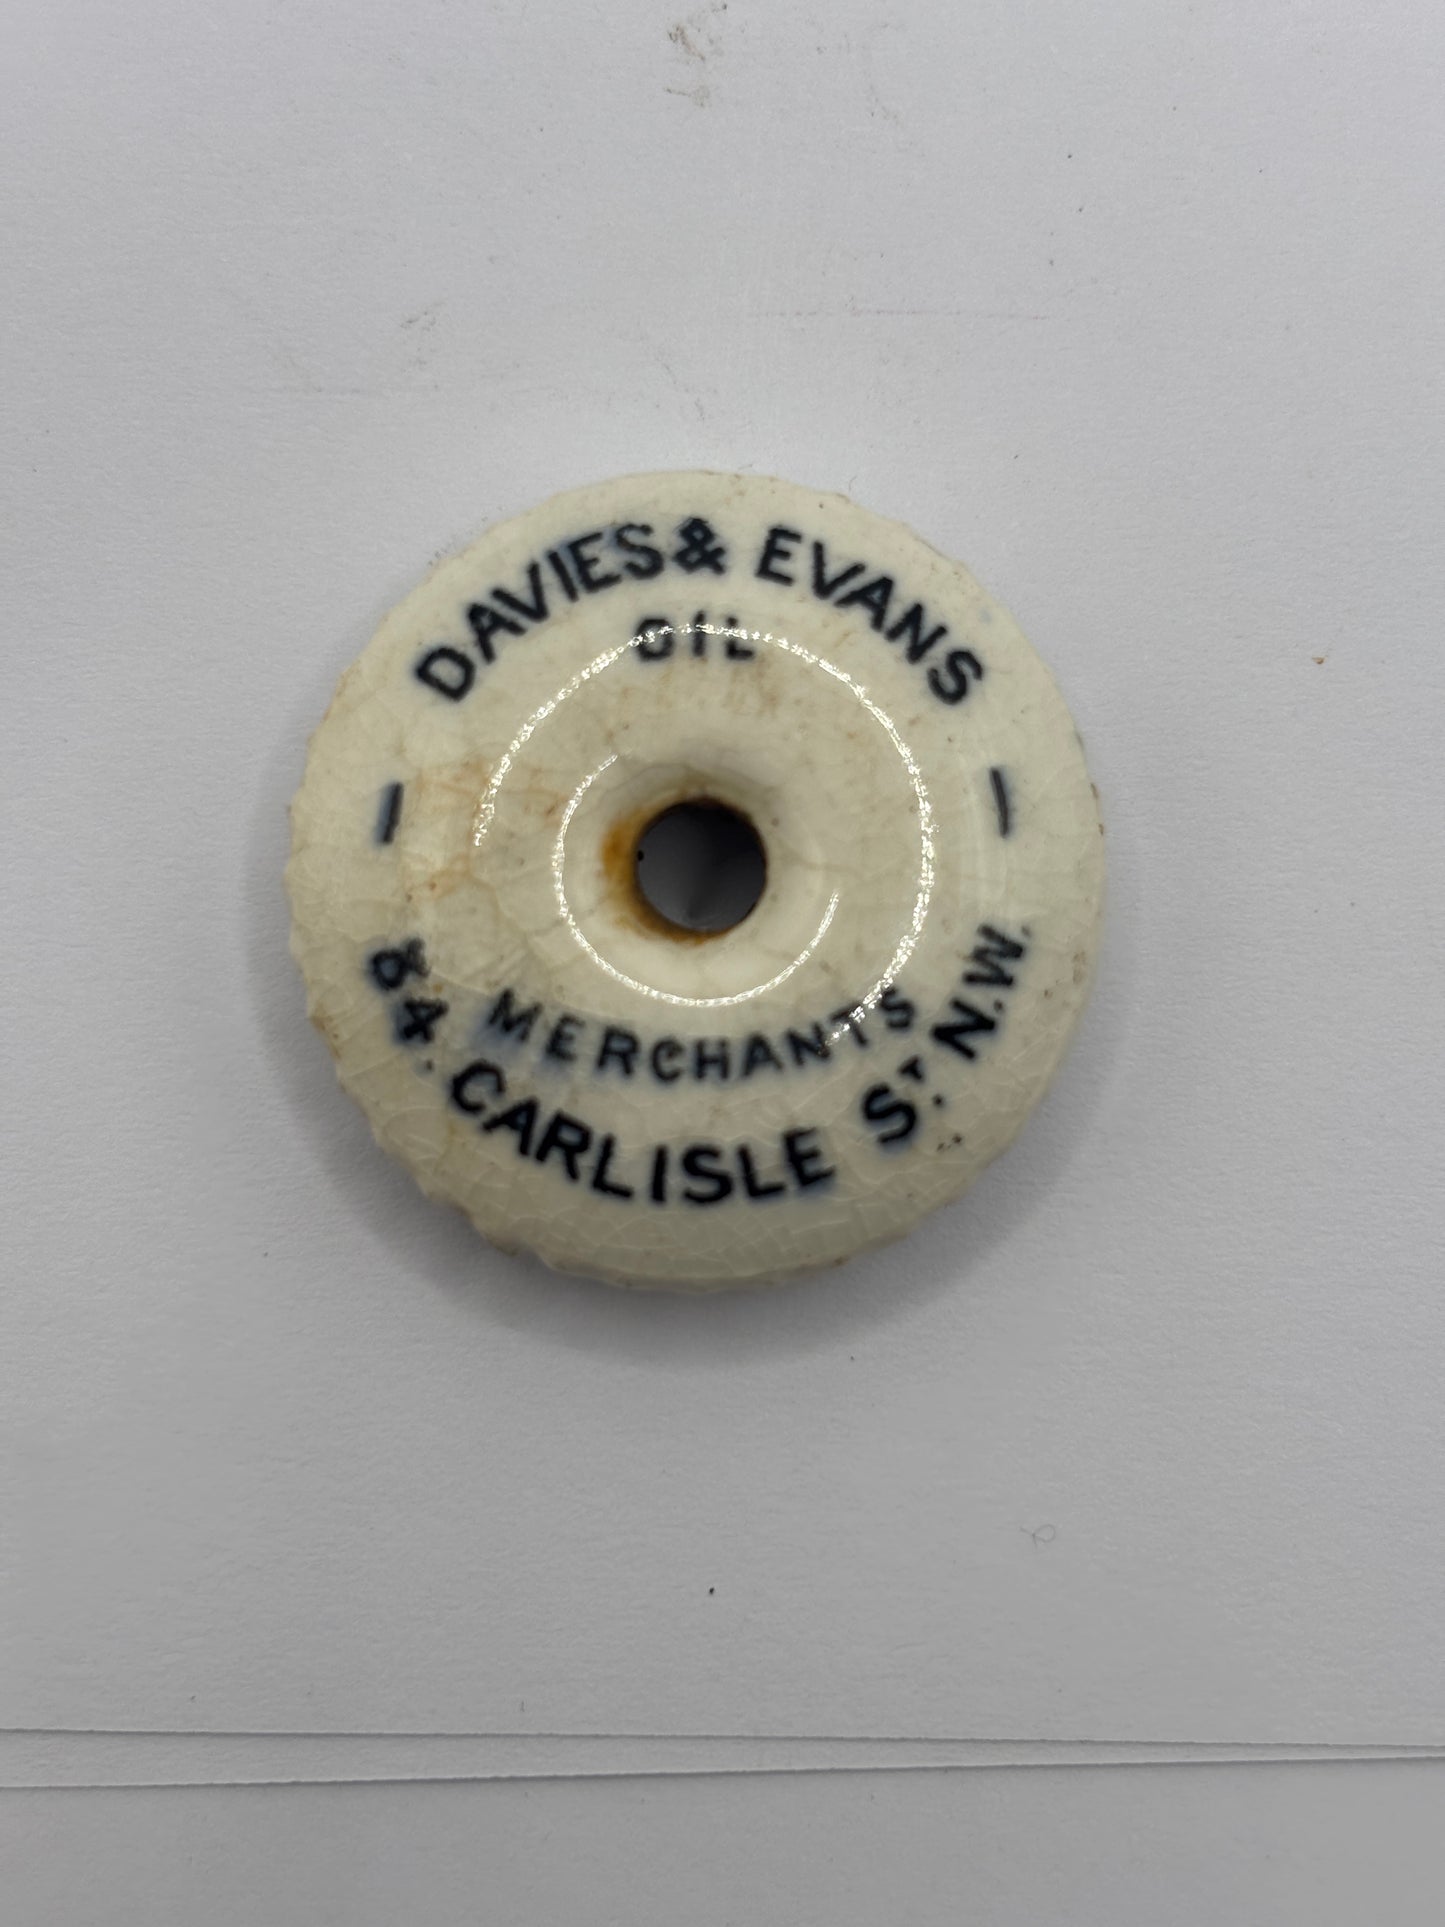 DAVIES & EVANS
OIL
MERCHANTS
84. CARLISLE ST. N.W.